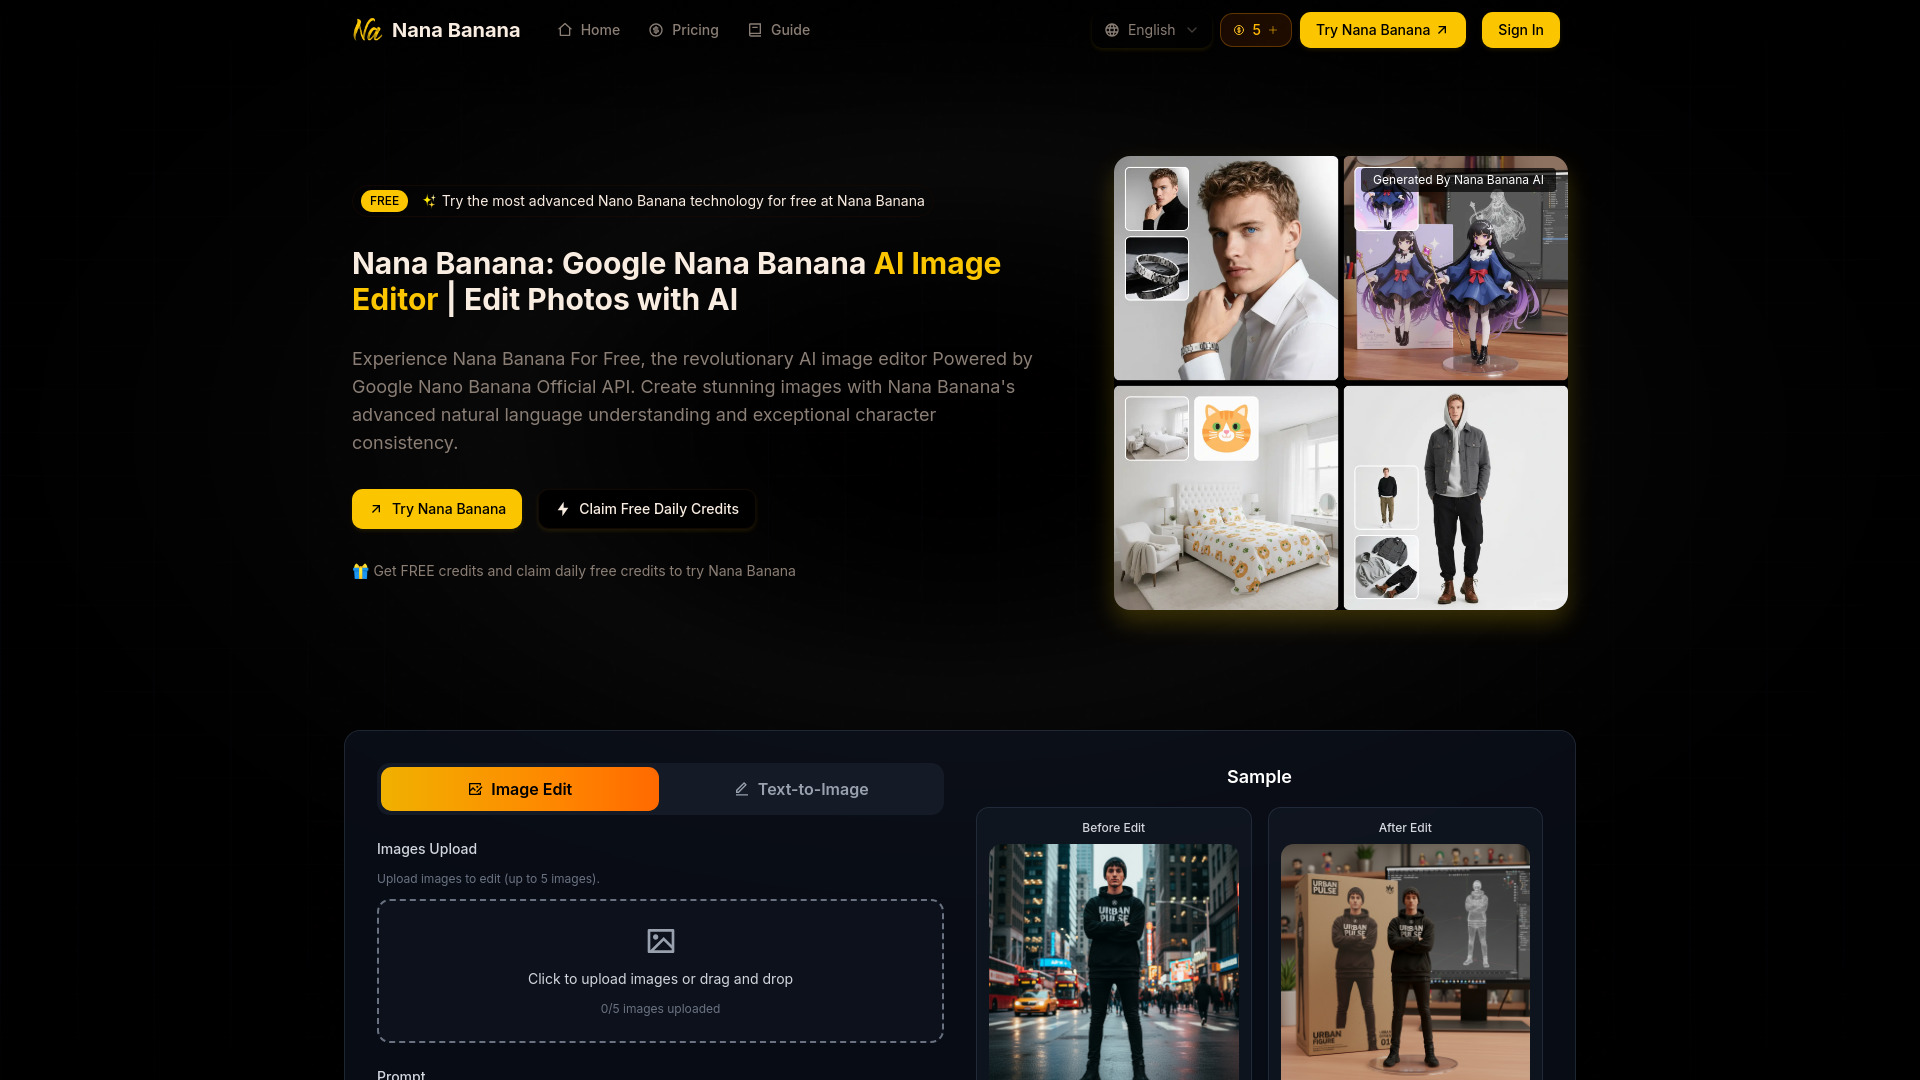 Na Nana Banana
Home
Pricing
Guide
English
5 +
Try Nana Banana
Sign In
FREE
✨ Try the most advanced Nano Banana technology for free at Nana Banana
Nana Banana: Google Nana Banana AI Image
Editor | Edit Photos with AI
Experience Nana Banana For Free, the revolutionary AI image editor Powered by
Google Nano Banana Official API. Create stunning images with Nana Banana's
advanced natural language understanding and exceptional character
consistency.
Try Nana Banana
Claim Free Daily Credits
🎁 Get FREE credits and claim daily free credits to try Nana Banana
Generated By Nana Banana AI
Image Edit
Text-to-Image
Images Upload
Upload images to edit (up to 5 images).
Click to upload images or drag and drop
0/5 images uploaded
Prompt
Sample
Before Edit
URBAN
PULSE
After Edit
URBAN
PULSE
URBAN
PULSE
URBAN
PULSE
URBAN
FIGURE